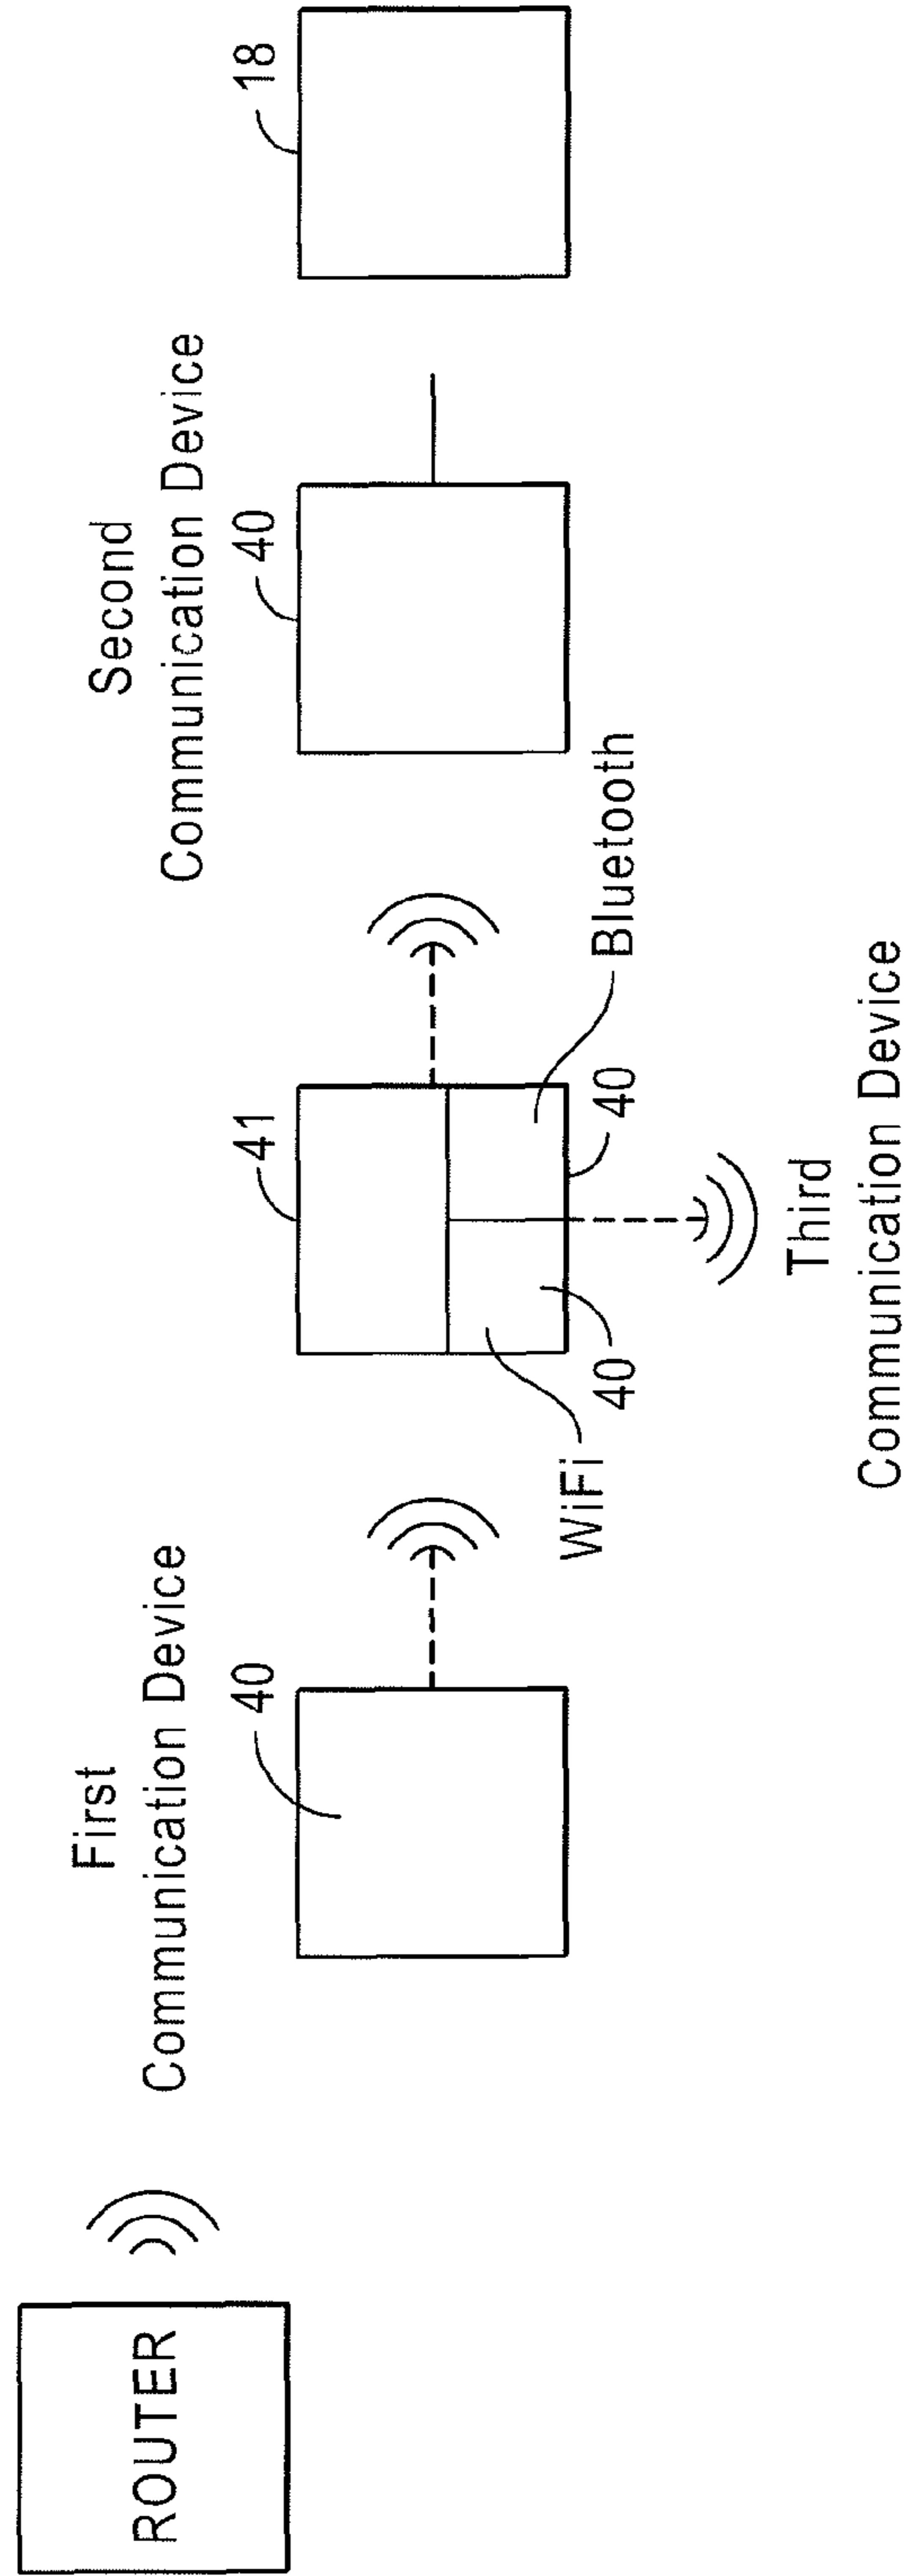 ROUTER
First
Communication Device
40
WiFi
40
41
40
Bluetooth
Third
Communication Device
Second
Communication Device
40
18